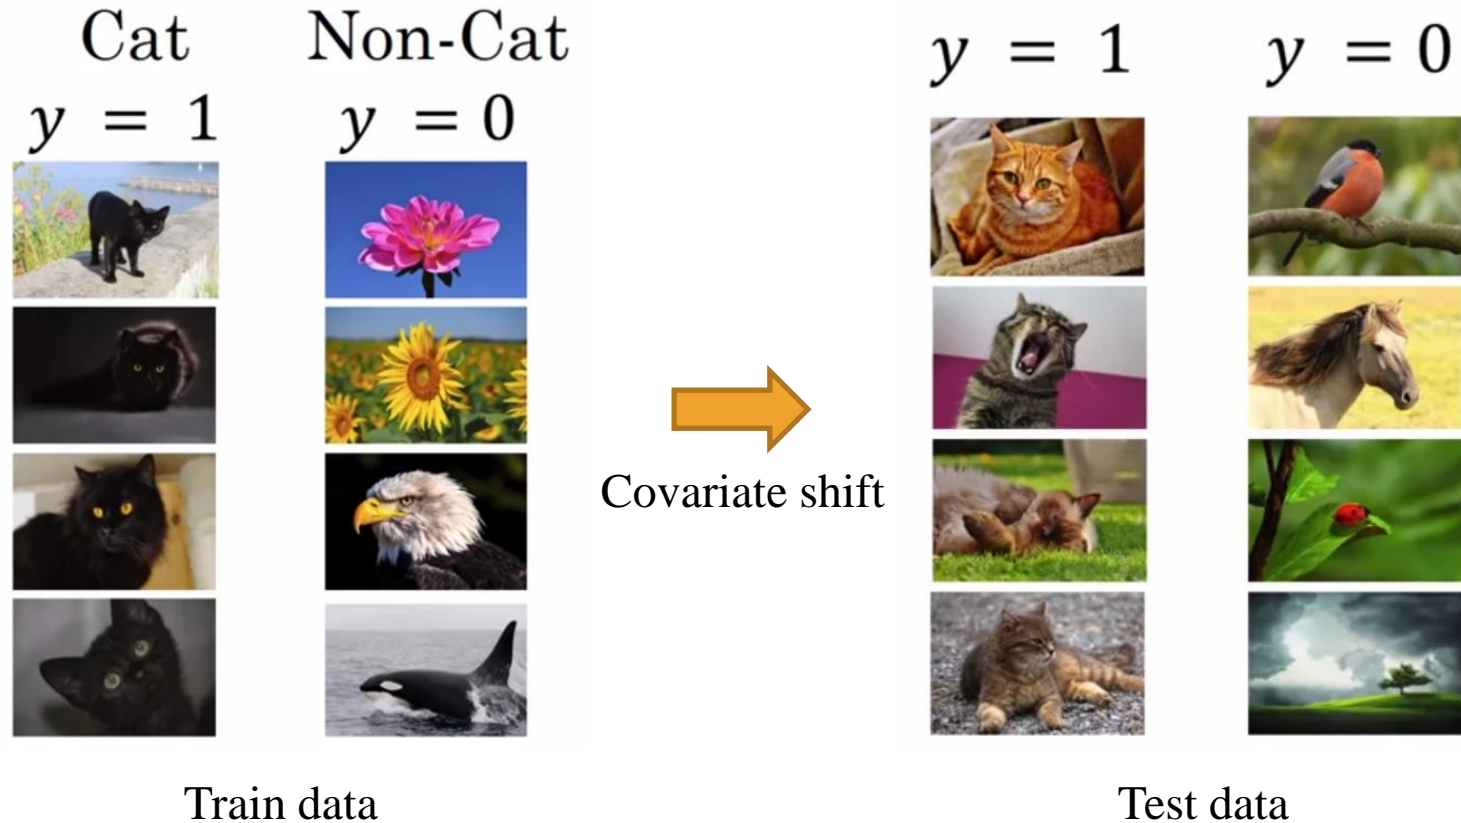 Cat
Non-Cat
y = 1
y = 0
Train data
Covariate shift
y = 1
y = 0
Test data